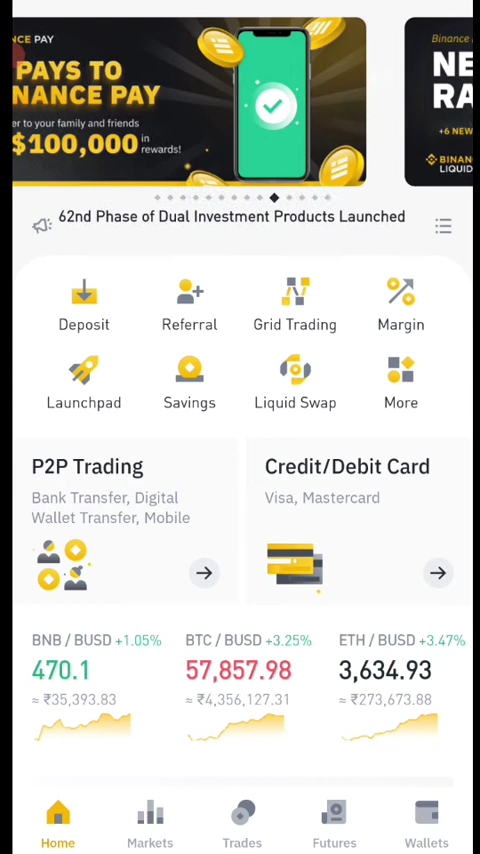 NCE PAY
PAYS TO
NANCE PAY
er to your family and friends
$100,000 in
rewards!
Binance
NE
RA
+6 NEW
BINAN
LIQUID
62nd Phase of Dual Investment Products Launched
Deposit
Referral
Grid Trading
Margin
Launchpad
Savings
Liquid Swap
More
P2P Trading
Bank Transfer, Digital
Wallet Transfer, Mobile
Credit/Debit Card
Visa, Mastercard
BNB / BUSD +1.05%
470.1
≈ ₹35,393.83
BTC / BUSD +3.25%
57,857.98
≈ ₹4,356,127.31
ETH / BUSD +3.47%
3,634.93
≈ ₹273,673.88
Home
Markets
Trades
Futures
Wallets